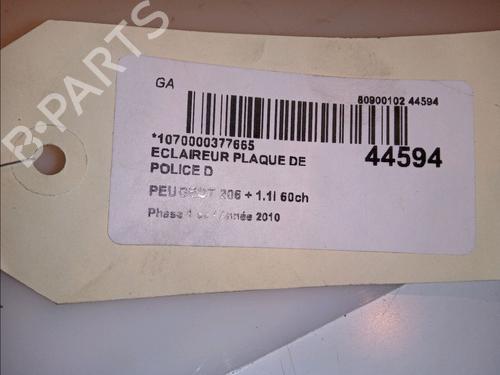 GA
80900102 44594
*1070000377665
ECLAIREUR PLAQUE DE
POLICE D
44594
PEUGEOT 206 + 1.1i 60ch
Phase 1 Année 2010
B-PARTS